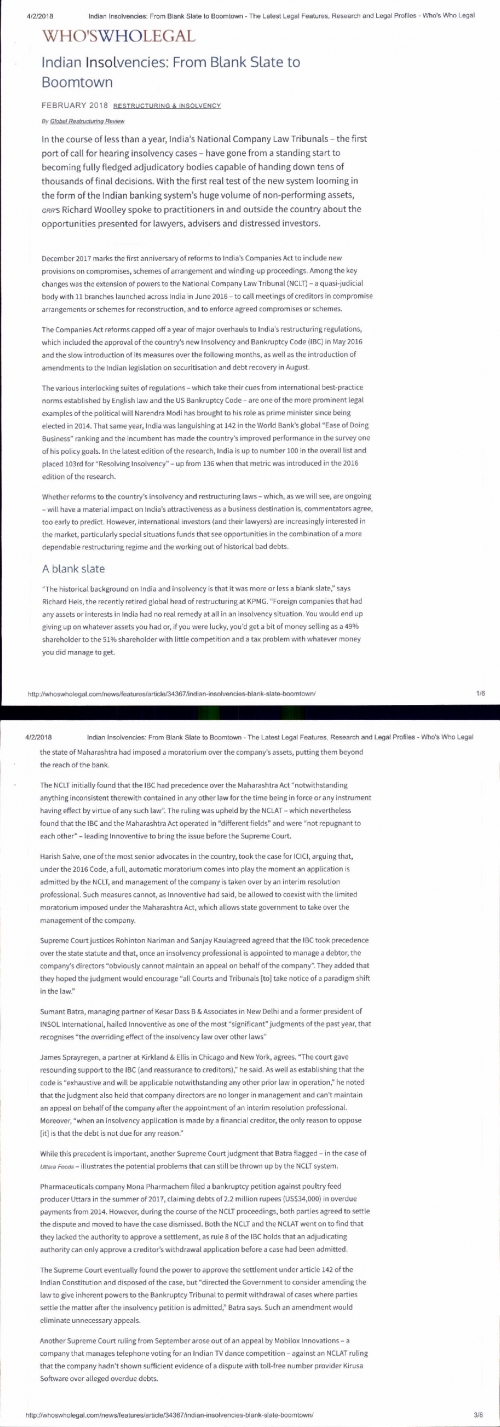 4/2/2018 Indian Insolvencies: From Blank Slate to Boomtown - The Latest Legal Features, Research and Legal Profiles - Who's Who Legal
WHO'SWHOLEGAL
Indian Insolvencies: From Blank Slate to
Boomtown
FEBRUARY 2018 RESTRUCTURING & INSOLVENCY
By Global Restructuring Review
In the course of less than a year, India's National Company Law Tribunals – the first
port of call for hearing insolvency cases – have gone from a standing start to
becoming fully fledged adjudicatory bodies capable of handing down tens of
thousands of final decisions. With the first real test of the new system looming in
the form of the Indian banking system's huge volume of non-performing assets,
GRR'S Richard Woolley spoke to practitioners in and outside the country about the
opportunities presented for lawyers, advisers and distressed investors.
December 2017 marks the first anniversary of reforms to India's Companies Act to include new
provisions on compromises, schemes of arrangement and winding-up proceedings. Among the key
changes was the extension of powers to the National Company Law Tribunal (NCLT) – a quasi-judicial
body with 11 branches launched across India in June 2016 – to call meetings of creditors in compromise
arrangements or schemes for reconstruction, and to enforce agreed compromises or schemes.
The Companies Act reforms capped off a year of major overhauls to India's restructuring regulations,
which included the approval of the country's new Insolvency and Bankruptcy Code (IBC) in May 2016
and the slow introduction of its measures over the following months, as well as the introduction of
amendments to the Indian legislation on securitisation and debt recovery in August.
The various interlocking suites of regulations – which take their cues from international best-practice
norms established by English law and the US Bankruptcy Code – are one of the more prominent legal
examples of the political will Narendra Modi has brought to his role as prime minister since being
elected in 2014. That same year, India was languishing at 142 in the World Bank's global "Ease of Doing
Business" ranking and the incumbent has made the country's improved performance in the survey one
of his policy goals. In the latest edition of the research, India is up to number 100 in the overall list and
placed 103rd for "Resolving Insolvency" – up from 136 when that metric was introduced in the 2016
edition of the research.
Whether reforms to the country's insolvency and restructuring laws – which, as we will see, are ongoing
– will have a material impact on India's attractiveness as a business destination is, commentators agree,
too early to predict. However, international investors (and their lawyers) are increasingly interested in
the market, particularly special situations funds that see opportunities in the combination of a more
dependable restructuring regime and the working out of historical bad debts.
A blank slate
"The historical background on India and insolvency is that it was more or less a blank slate," says
Richard Heis, the recently retired global head of restructuring at KPMG. "Foreign companies that had
any assets or interests in India had no real remedy at all in an insolvency situation. You would end up
giving up on whatever assets you had or, if you were lucky, you'd get a bit of money selling as a 49%
shareholder to the 51% shareholder with little competition and a tax problem with whatever money
you did manage to get.
http://whoswholegal.com/news/features/article/34367/indian-insolvencies-blank-slate-boomtown/ 1/6
4/2/2018 Indian Insolvencies: From Blank Slate to Boomtown - The Latest Legal Features, Research and Legal Profiles - Who's Who Legal
the state of Maharashtra had imposed a moratorium over the company's assets, putting them beyond
the reach of the bank.
The NCLT initially found that the IBC had precedence over the Maharashtra Act "notwithstanding
anything inconsistent therewith contained in any other law for the time being in force or any instrument
having effect by virtue of any such law". The ruling was upheld by the NCLAT – which nevertheless
found that the IBC and the Maharashtra Act operated in "different fields" and were "not repugnant to
each other" – leading Innoventive to bring the issue before the Supreme Court.
Harish Salve, one of the most senior advocates in the country, took the case for ICICI, arguing that,
under the 2016 Code, a full, automatic moratorium comes into play the moment an application is
admitted by the NCLT, and management of the company is taken over by an interim resolution
professional. Such measures cannot, as Innoventive had said, be allowed to coexist with the limited
moratorium imposed under the Maharashtra Act, which allows state government to take over the
management of the company.
Supreme Court justices Rohinton Nariman and Sanjay Kaulagreed agreed that the IBC took precedence
over the state statute and that, once an insolvency professional is appointed to manage a debtor, the
company's directors "obviously cannot maintain an appeal on behalf of the company". They added that
they hoped the judgment would encourage "all Courts and Tribunals [to] take notice of a paradigm shift
in the law."
Sumant Batra, managing partner of Kesar Dass B & Associates in New Delhi and a former president of
INSOL International, hailed Innoventive as one of the most "significant" judgments of the past year, that
recognises "the overriding effect of the insolvency law over other laws"
James Sprayregen, a partner at Kirkland & Ellis in Chicago and New York, agrees. "The court gave
resounding support to the IBC (and reassurance to creditors)," he said. As well as establishing that the
code is "exhaustive and will be applicable notwithstanding any other prior law in operation," he noted
that the judgment also held that company directors are no longer in management and can't maintain
an appeal on behalf of the company after the appointment of an interim resolution professional.
Moreover, "when an insolvency application is made by a financial creditor, the only reason to oppose
[it] is that the debt is not due for any reason."
While this precedent is important, another Supreme Court judgment that Batra flagged – in the case of
Uttara Foods – illustrates the potential problems that can still be thrown up by the NCLT system.
Pharmaceuticals company Mona Pharmachem filed a bankruptcy petition against poultry feed
producer Uttara in the summer of 2017, claiming debts of 2.2 million rupees (US$34,000) in overdue
payments from 2014. However, during the course of the NCLT proceedings, both parties agreed to settle
the dispute and moved to have the case dismissed. Both the NCLT and the NCLAT went on to find that
they lacked the authority to approve a settlement, as rule 8 of the IBC holds that an adjudicating
authority can only approve a creditor's withdrawal application before a case had been admitted.
The Supreme Court eventually found the power to approve the settlement under article 142 of the
Indian Constitution and disposed of the case, but "directed the Government to consider amending the
law to give inherent powers to the Bankruptcy Tribunal to permit withdrawal of cases where parties
settle the matter after the insolvency petition is admitted," Batra says. Such an amendment would
eliminate unnecessary appeals.
Another Supreme Court ruling from September arose out of an appeal by Mobilox Innovations – a
company that manages telephone voting for an Indian TV dance competition – against an NCLAT ruling
that the company hadn't shown sufficient evidence of a dispute with toll-free number provider Kirusa
Software over alleged overdue debts.
http://whoswholegal.com/news/features/article/34367/indian-insolvencies-blank-slate-boomtown/ 3/6